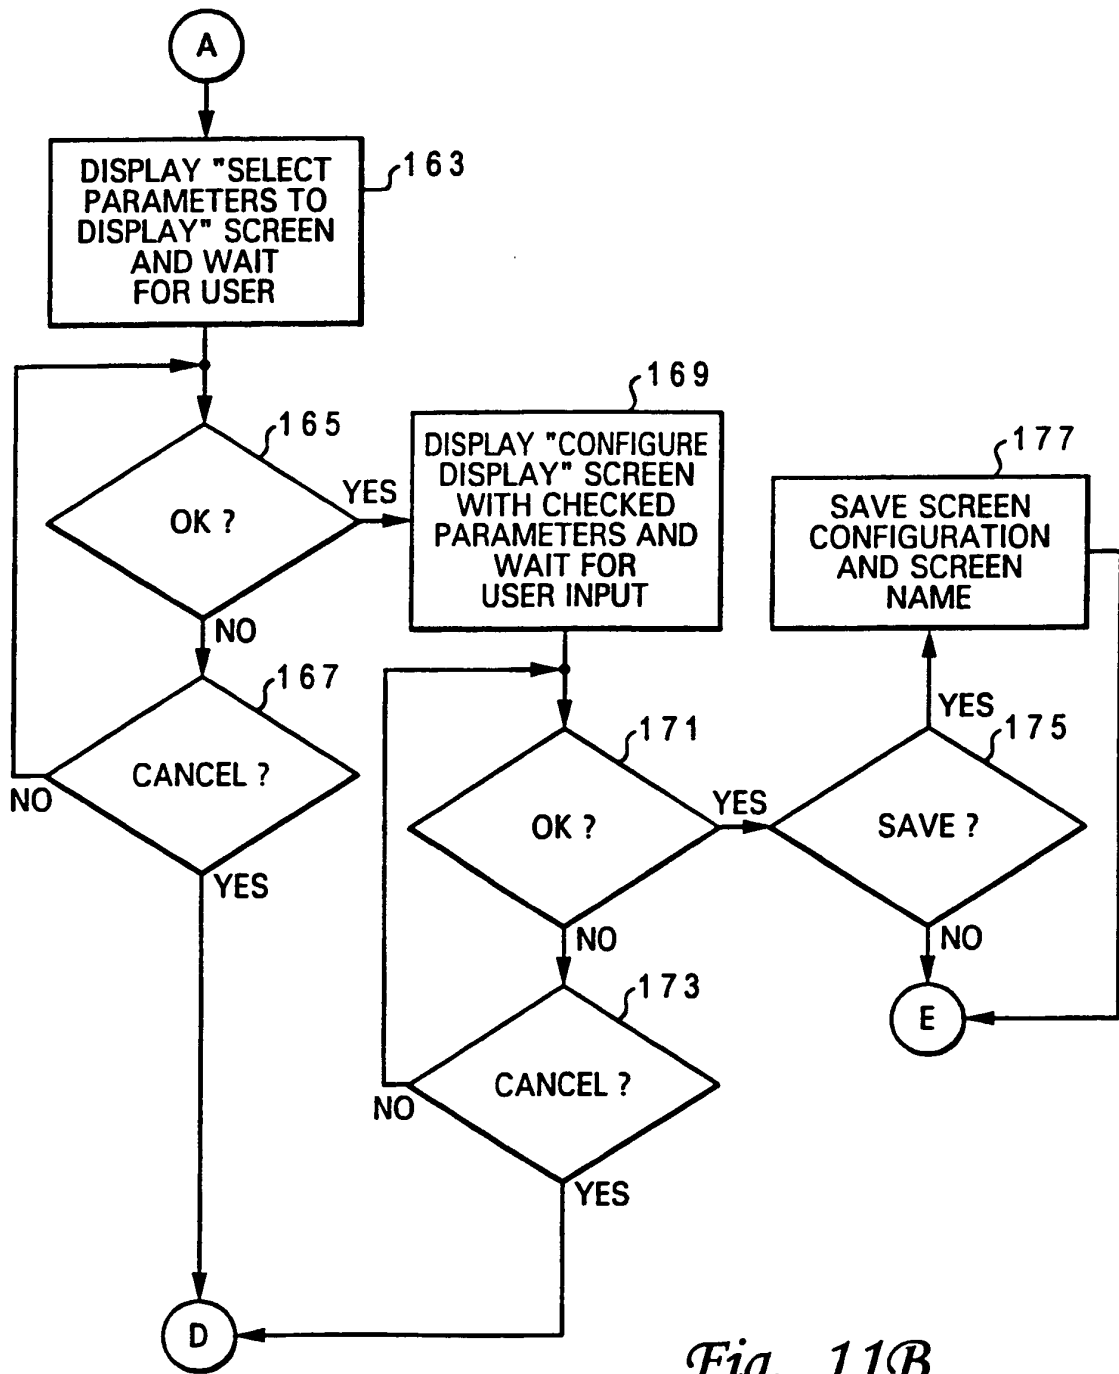 A
DISPLAY "SELECT
PARAMETERS TO
DISPLAY" SCREEN
AND WAIT
FOR USER
163
165
OK ?
YES
NO
167
CANCEL ?
NO
YES
169
DISPLAY "CONFIGURE
DISPLAY" SCREEN
WITH CHECKED
PARAMETERS AND
WAIT FOR
USER INPUT
171
OK ?
YES
NO
173
CANCEL ?
NO
YES
177
SAVE SCREEN
CONFIGURATION
AND SCREEN
NAME
YES
175
SAVE ?
NO
E
D
Fig. 11B